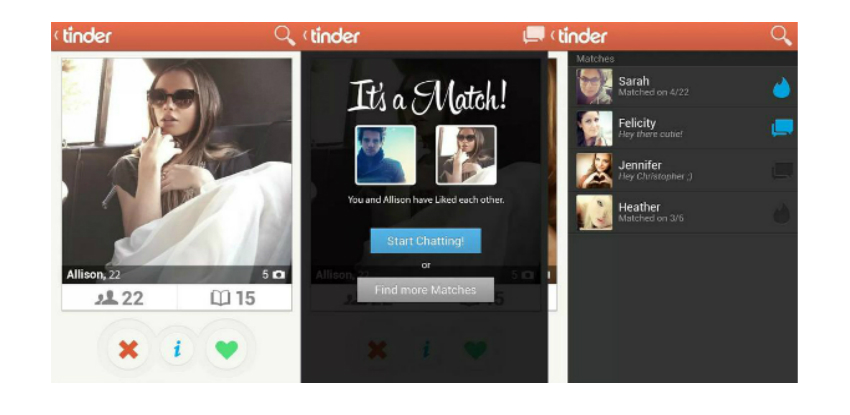 tinder
Allison, 22
5
22
15
i
tinder
It's a Match!
You and Allison have Liked each other.
Start Chatting!
or
Find more Matches
Allison,
5
i
tinder
Matches
Sarah
Matched on 4/22
Felicity
Hey there cutie!
Jennifer
Hey Christopher ;)
Heather
Matched on 3/6